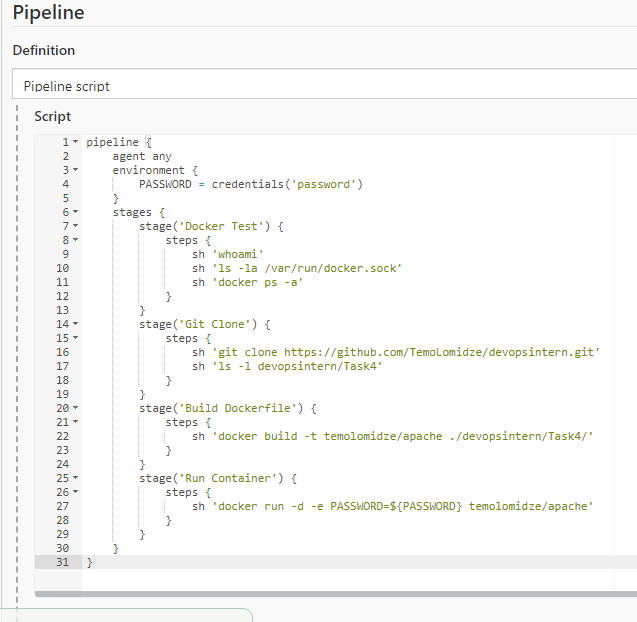 Pipeline
Definition
Pipeline script
Script
1 pipeline {
2 agent any
3 environment {
4 PASSWORD = credentials('password')
5 }
6 stages {
7 stage('Docker Test') {
8 steps {
9 sh 'whoami'
10 sh 'ls -la /var/run/docker.sock'
11 sh 'docker ps -a'
12 }
13 }
14 stage('Git Clone') {
15 steps {
16 sh 'git clone https://github.com/TemoLomidze/devopsintern.git'
17 sh 'ls -l devopsintern/Task4'
18 }
19 }
20 stage('Build Dockerfile') {
21 steps {
22 sh 'docker build -t temolomidze/apache ./devopsintern/Task4/'
23 }
24 }
25 stage('Run Container') {
26 steps {
27 sh 'docker run -d -e PASSWORD=${PASSWORD} temolomidze/apache'
28 }
29 }
30 }
31 }